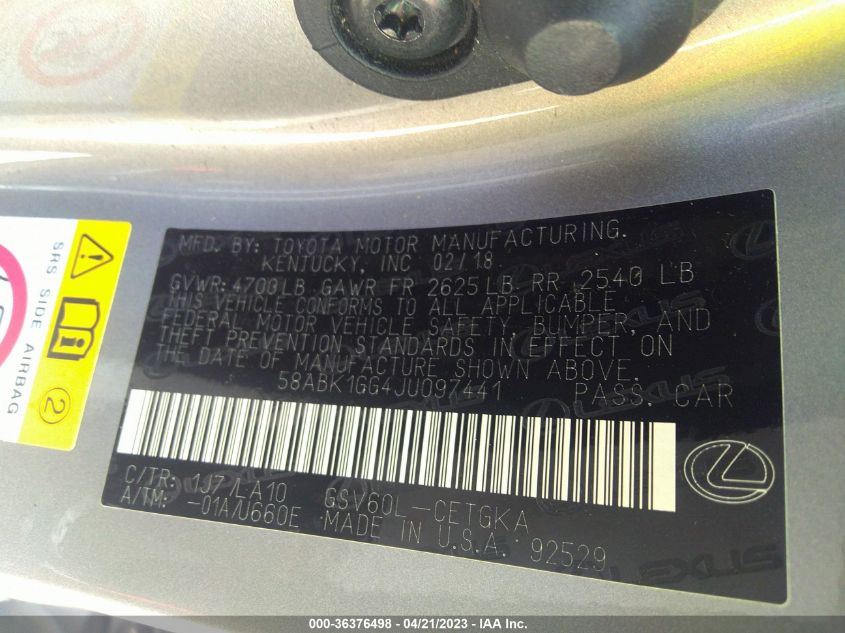 MFD. BY: TOYOTA MOTOR MANUFACTURING.
KENTUCKY, INC 02/18
GVWR: 4700LB GAWR FR 2625LB RR 2540 LB
THIS VEHICLE CONFORMS TO ALL APPLICABLE
FEDERAL MOTOR VEHICLE SAFETY, BUMPER, AND
THEFT PREVENTION STANDARDS IN EFFECT ON
THE DATE OF MANUFACTURE SHOWN ABOVE.
58ABK1GG4JU097441 PASS. CAR
C/TR: 1J7/LA10 GSV60L-CETGKA
A/TM: -01A/U660E MADE IN U.S.A. 92529
SRS SIDE AIRBAG
2
LEXUS
000-36376498 - 04/21/2023 - IAA Inc.